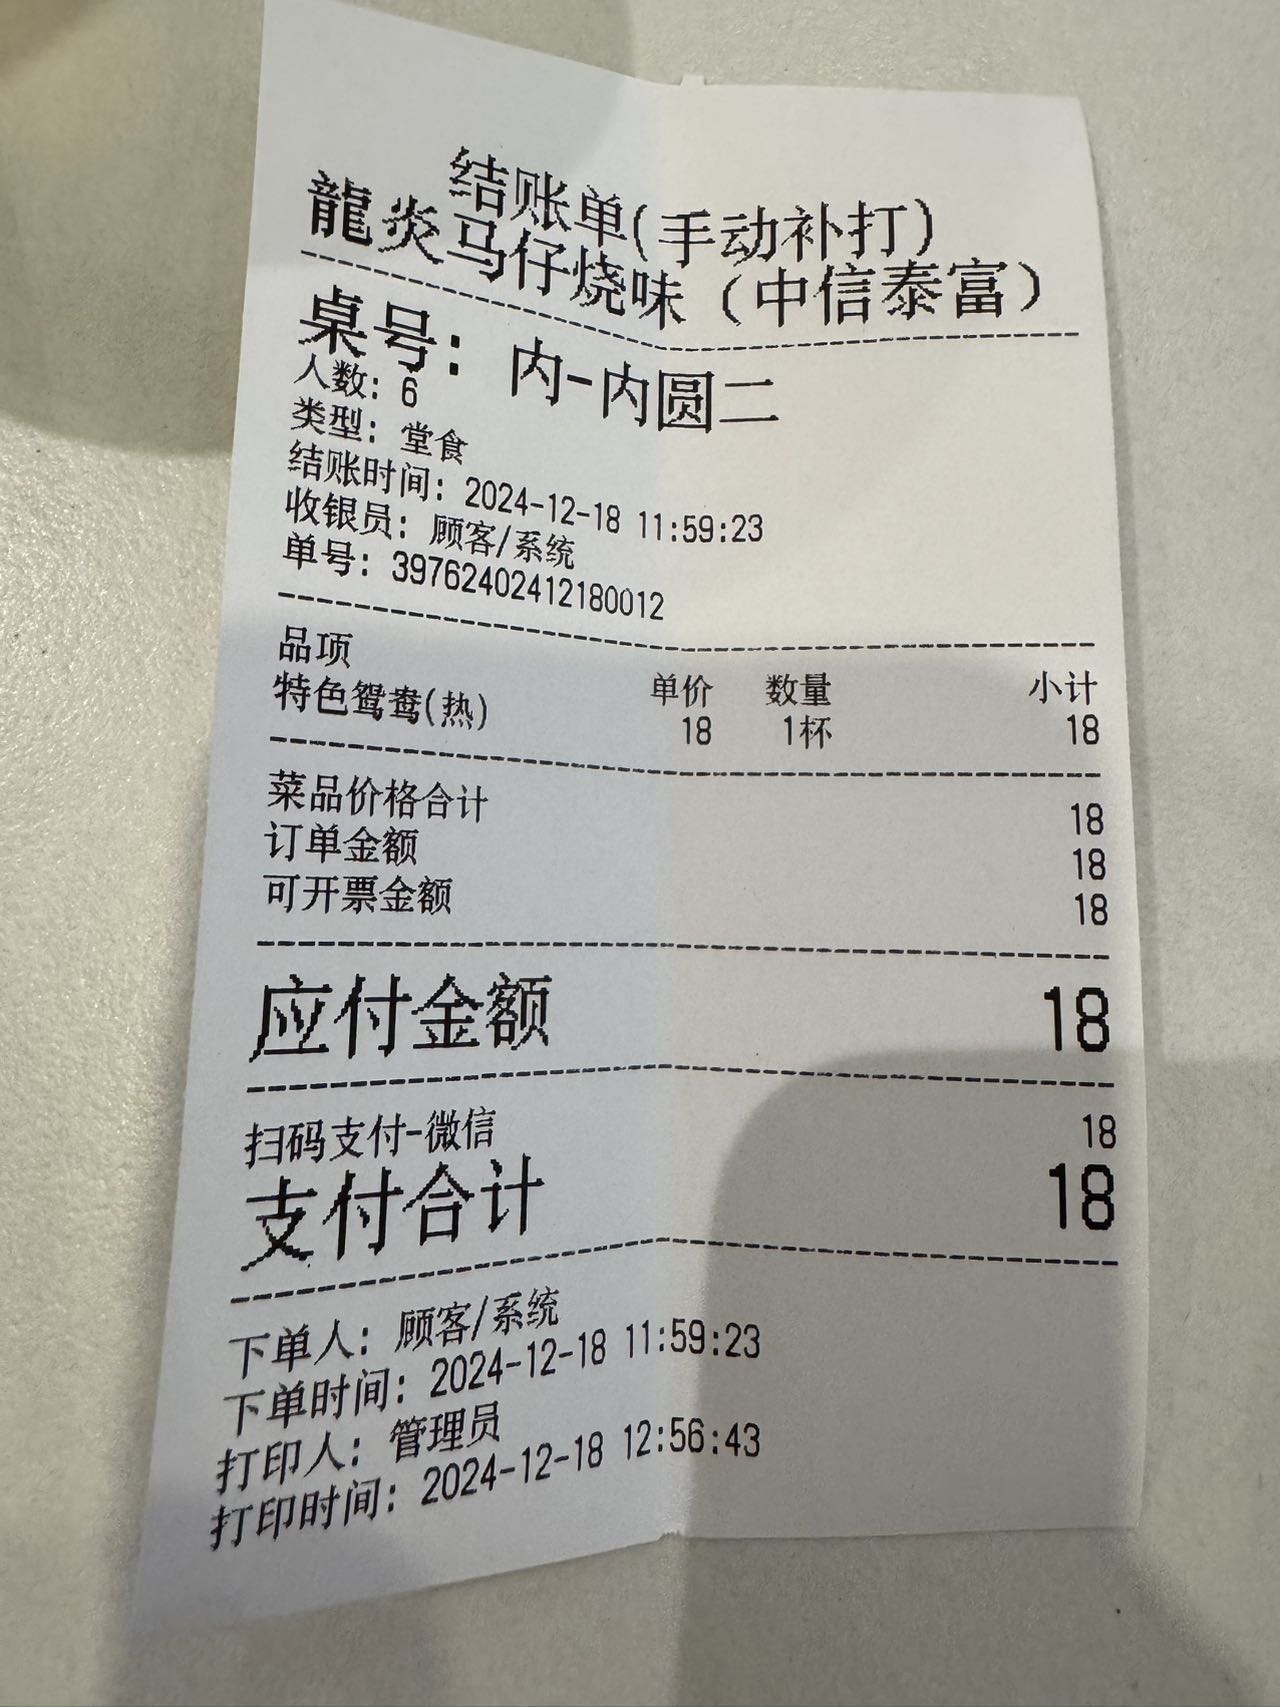 结账单(手动补打)
龍炎马仔烧味（中信泰富）
桌号：内-内圆二
人数：6
类型：堂食
结账时间：2024-12-18 11:59:23
收银员：顾客/系统
单号：39762402412180012
品项 单价 数量 小计
特色鸳鸯(热) 18 1杯 18
菜品价格合计 18
订单金额 18
可开票金额 18
应付金额 18
扫码支付-微信 18
支付合计 18
下单人：顾客/系统
下单时间：2024-12-18 11:59:23
打印人：管理员
打印时间：2024-12-18 12:56:43